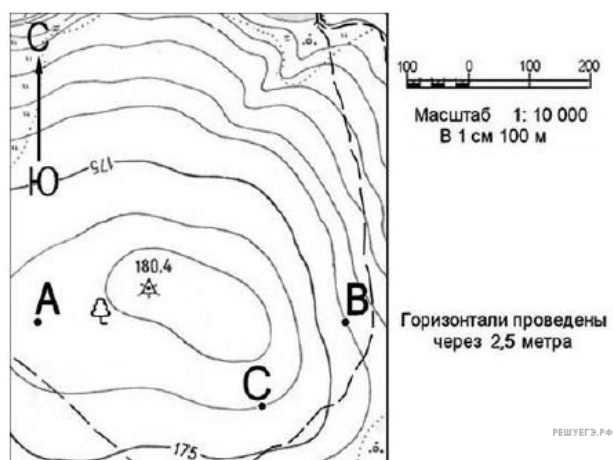 С
Ю
175
180,4
А
В
С
175
100 0 100
Масштаб 1: 10 000
В 1 см 100 м
Горизонтали проведены
через 2,5 метра
РЕШУЕГЭ.РФ